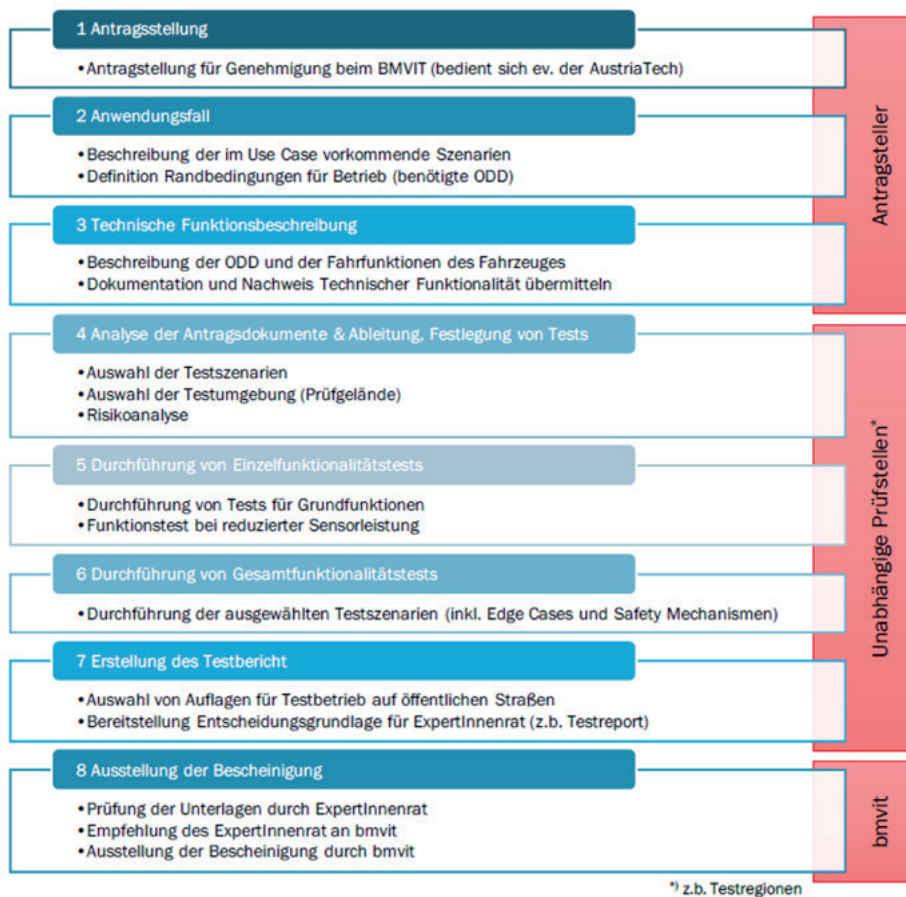 1 Antragsstellung
•Antragstellung für Genehmigung beim BMVIT (bedient sich ev. der AustriaTech)
2 Anwendungsfall
•Beschreibung der im Use Case vorkommende Szenarien
•Definition Randbedingungen für Betrieb (benötigte ODD)
3 Technische Funktionsbeschreibung
•Beschreibung der ODD und der Fahrfunktionen des Fahrzeuges
•Dokumentation und Nachweis Technischer Funktionalität übermitteln
Antragsteller
4 Analyse der Antragsdokumente & Ableitung, Festlegung von Tests
•Auswahl der Testszenarien
•Auswahl der Testumgebung (Prüfgelände)
•Risikoanalyse
5 Durchführung von Einzelfunktionalitätstests
•Durchführung von Tests für Grundfunktionen
•Funktionstest bei reduzierter Sensorleistung
6 Durchführung von Gesamtfunktionalitätstests
•Durchführung der ausgewählten Testszenarien (inkl. Edge Cases und Safety Mechanismen)
7 Erstellung des Testbericht
•Auswahl von Auflagen für Testbetrieb auf öffentlichen Straßen
•Bereitstellung Entscheidungsgrundlage für ExpertInnenrat (z.b. Testreport)
Unabhängige Prüfstellen*
8 Ausstellung der Bescheinigung
•Prüfung der Unterlagen durch ExpertInnenrat
•Empfehlung des ExpertInnenrat an bmvit
•Ausstellung der Bescheinigung durch bmvit
bmvit
*) z.b. Testregionen